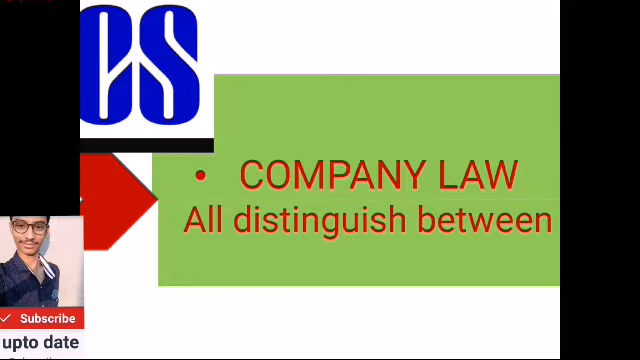 CS
• COMPANY LAW
All distinguish between
Subscribe
upto date